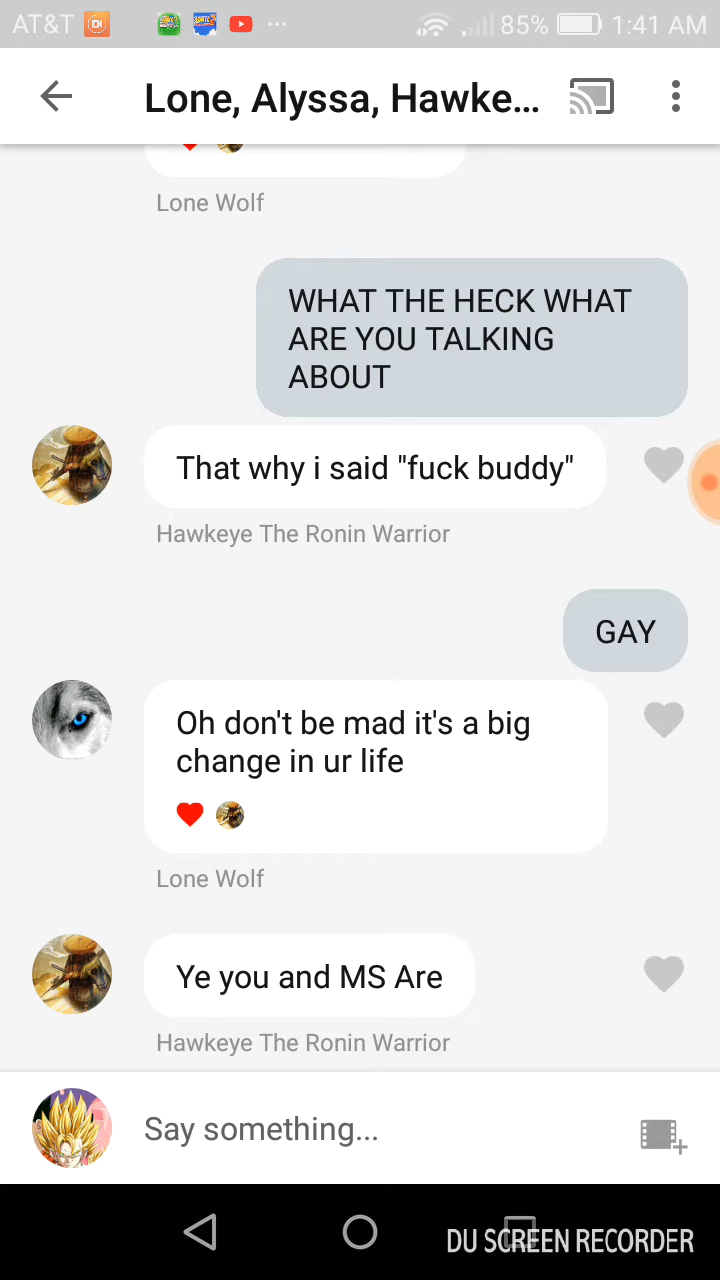 AT&T 85% 1:41 AM
Lone, Alyssa, Hawke...
Lone Wolf
WHAT THE HECK WHAT
ARE YOU TALKING
ABOUT
That why i said "fuck buddy"
Hawkeye The Ronin Warrior
GAY
Oh don't be mad it's a big
change in ur life
Lone Wolf
Ye you and MS Are
Hawkeye The Ronin Warrior
Say something...
DU SCREEN RECORDER